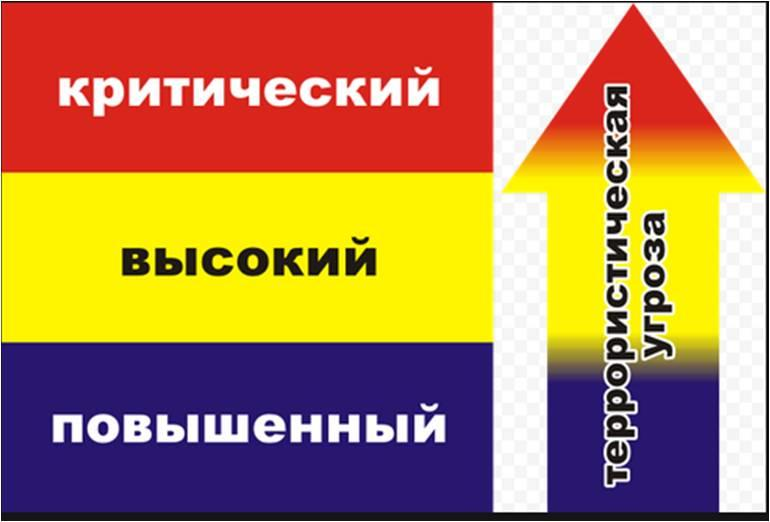 критический
высокий
повышенный
террористическая
угроза